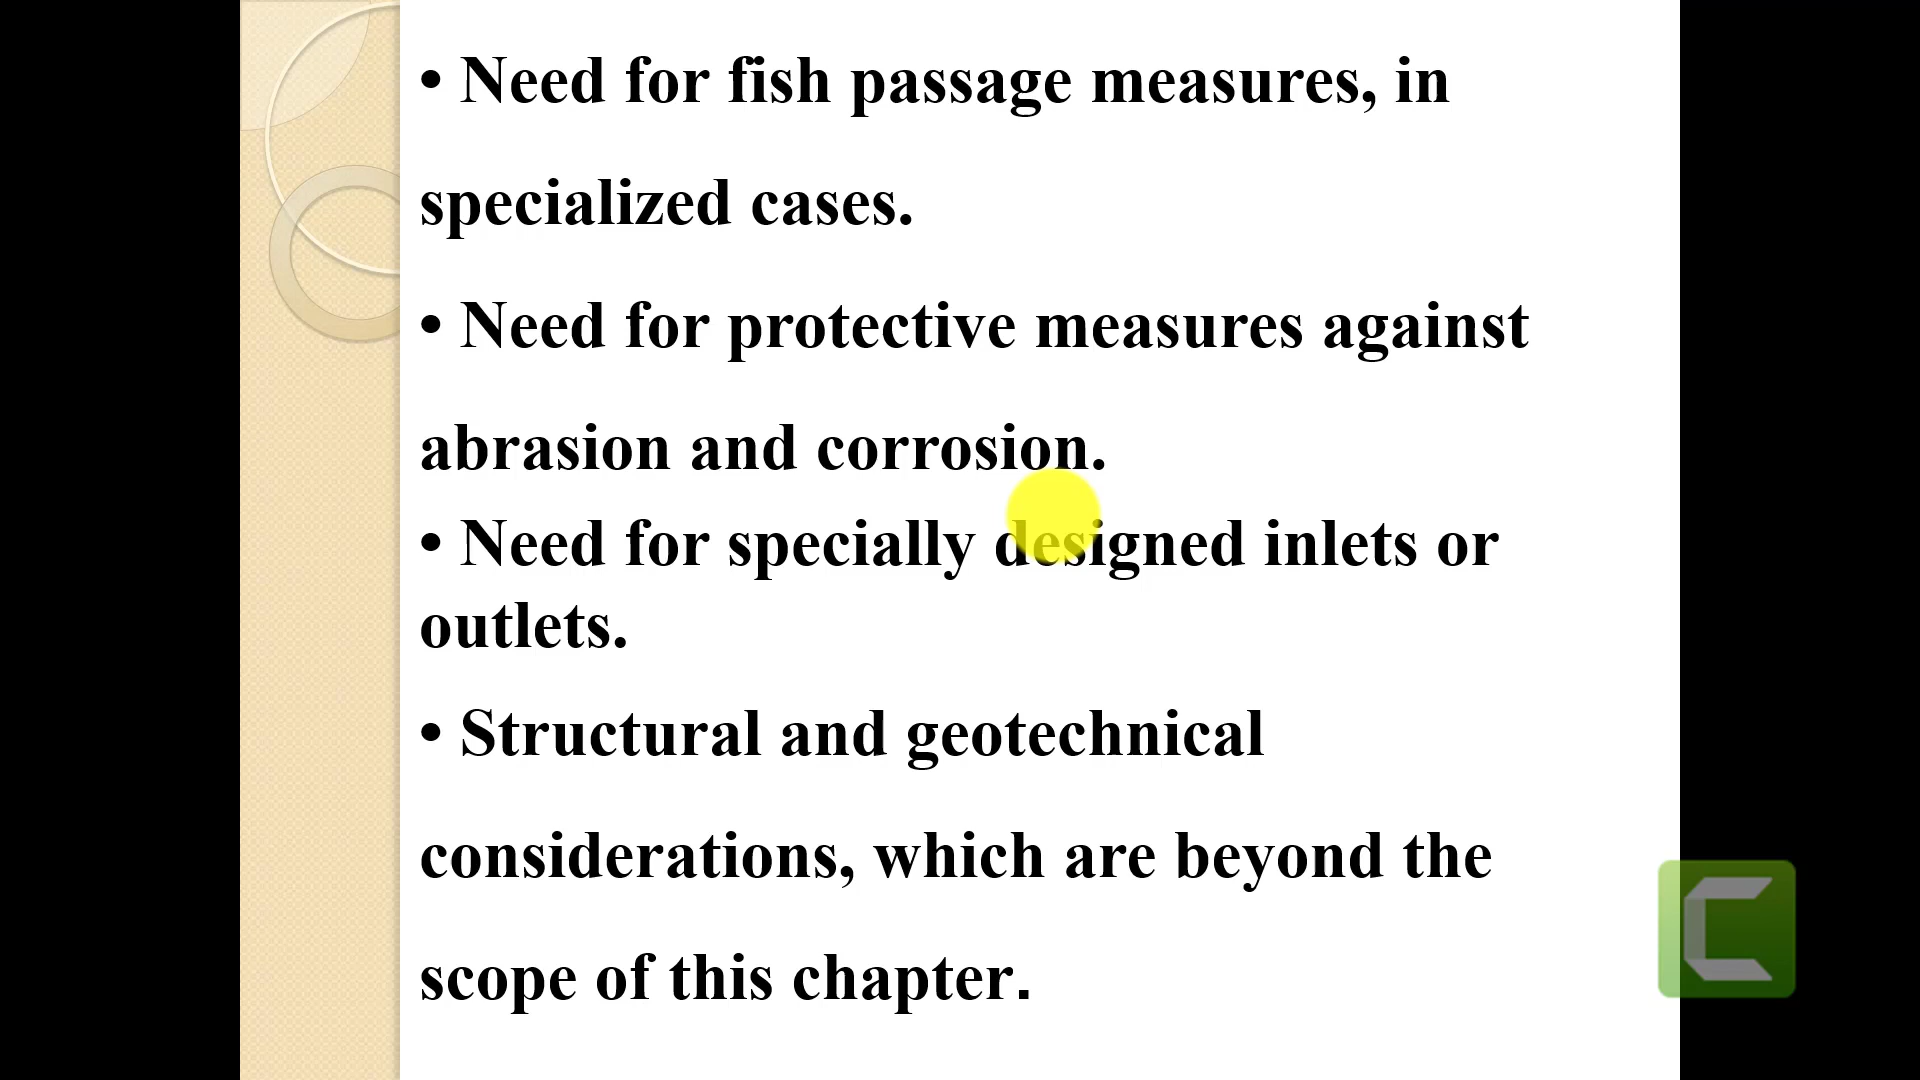 • Need for fish passage measures, in
specialized cases.
• Need for protective measures against
abrasion and corrosion.
• Need for specially designed inlets or
outlets.
• Structural and geotechnical
considerations, which are beyond the
scope of this chapter.